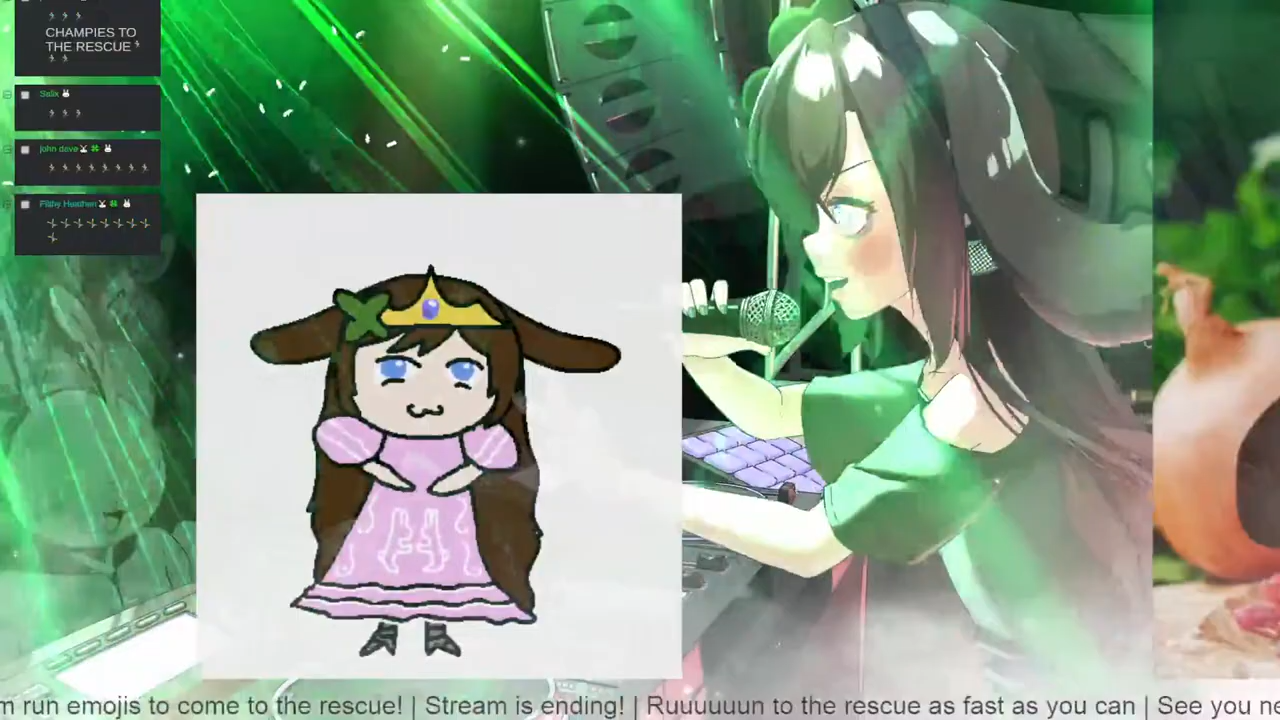 CHAMPIES TO
THE RESCUE
Salix
john dave
Filthy Heathen
m run emojis to come to the rescue! | Stream is ending! | Ruuuuuun to the rescue as fast as you can | See you ne